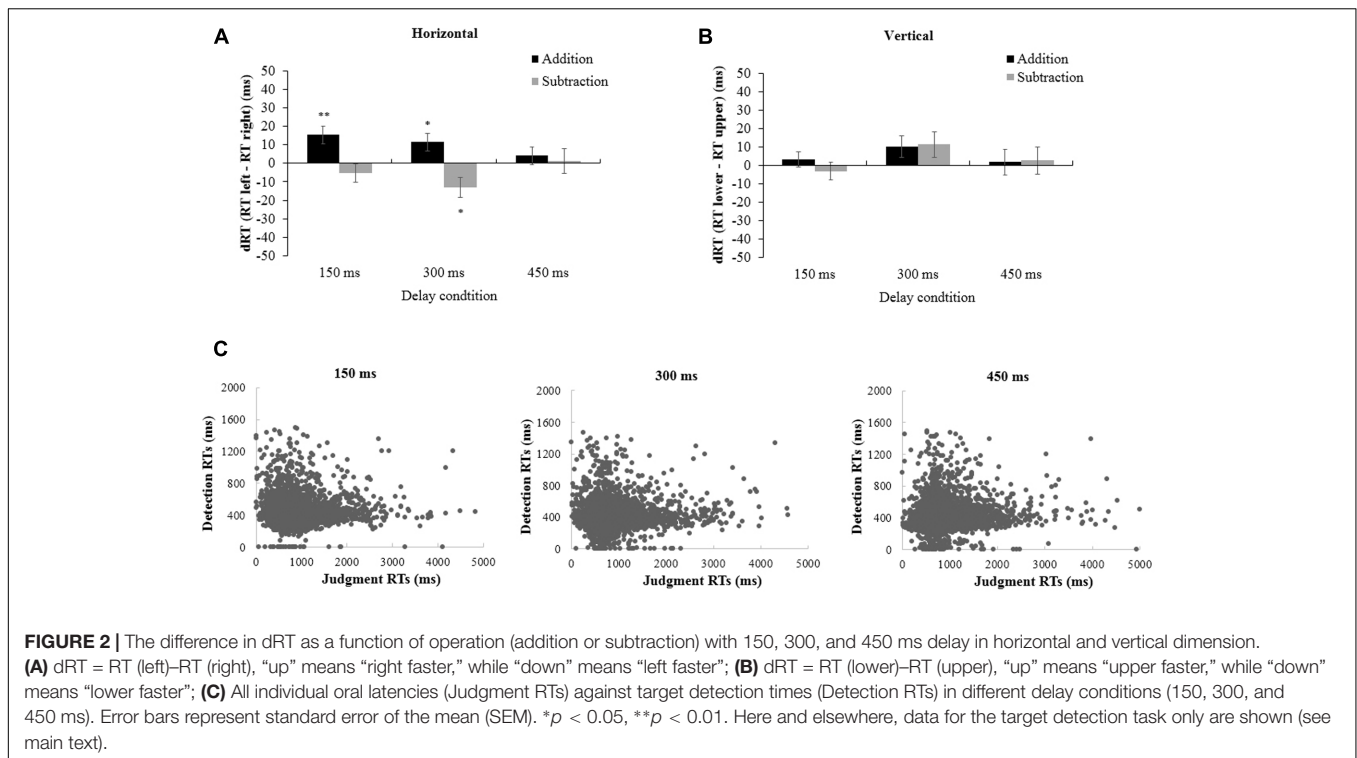 A
Horizontal
Addition
Subtraction
dRT (RT left - RT right) (ms)
50
40
30
20
10
0
-10
-20
-30
-40
-50
**
*
*
150 ms
300 ms
450 ms
Delay condtition
B
Vertical
Addition
Subtraction
dRT (RT lower - RT upper) (ms)
50
40
30
20
10
0
-10
-20
-30
-40
-50
150 ms
300 ms
450 ms
Delay condtition
C
150 ms
Detection RTs (ms)
2000
1600
1200
800
400
0
0 1000 2000 3000 4000 5000
Judgment RTs (ms)
300 ms
Detection RTs (ms)
2000
1600
1200
800
400
0
0 1000 2000 3000 4000 5000
Judgment RTs (ms)
450 ms
Detection RTs (ms)
2000
1600
1200
800
400
0
0 1000 2000 3000 4000 5000
Judgment RTs (ms)
FIGURE 2 | The difference in dRT as a function of operation (addition or subtraction) with 150, 300, and 450 ms delay in horizontal and vertical dimension.
(A) dRT = RT (left)–RT (right), “up” means “right faster,” while “down” means “left faster”; (B) dRT = RT (lower)–RT (upper), “up” means “upper faster,” while “down”
means “lower faster”; (C) All individual oral latencies (Judgment RTs) against target detection times (Detection RTs) in different delay conditions (150, 300, and
450 ms). Error bars represent standard error of the mean (SEM). *p < 0.05, **p < 0.01. Here and elsewhere, data for the target detection task only are shown (see
main text).